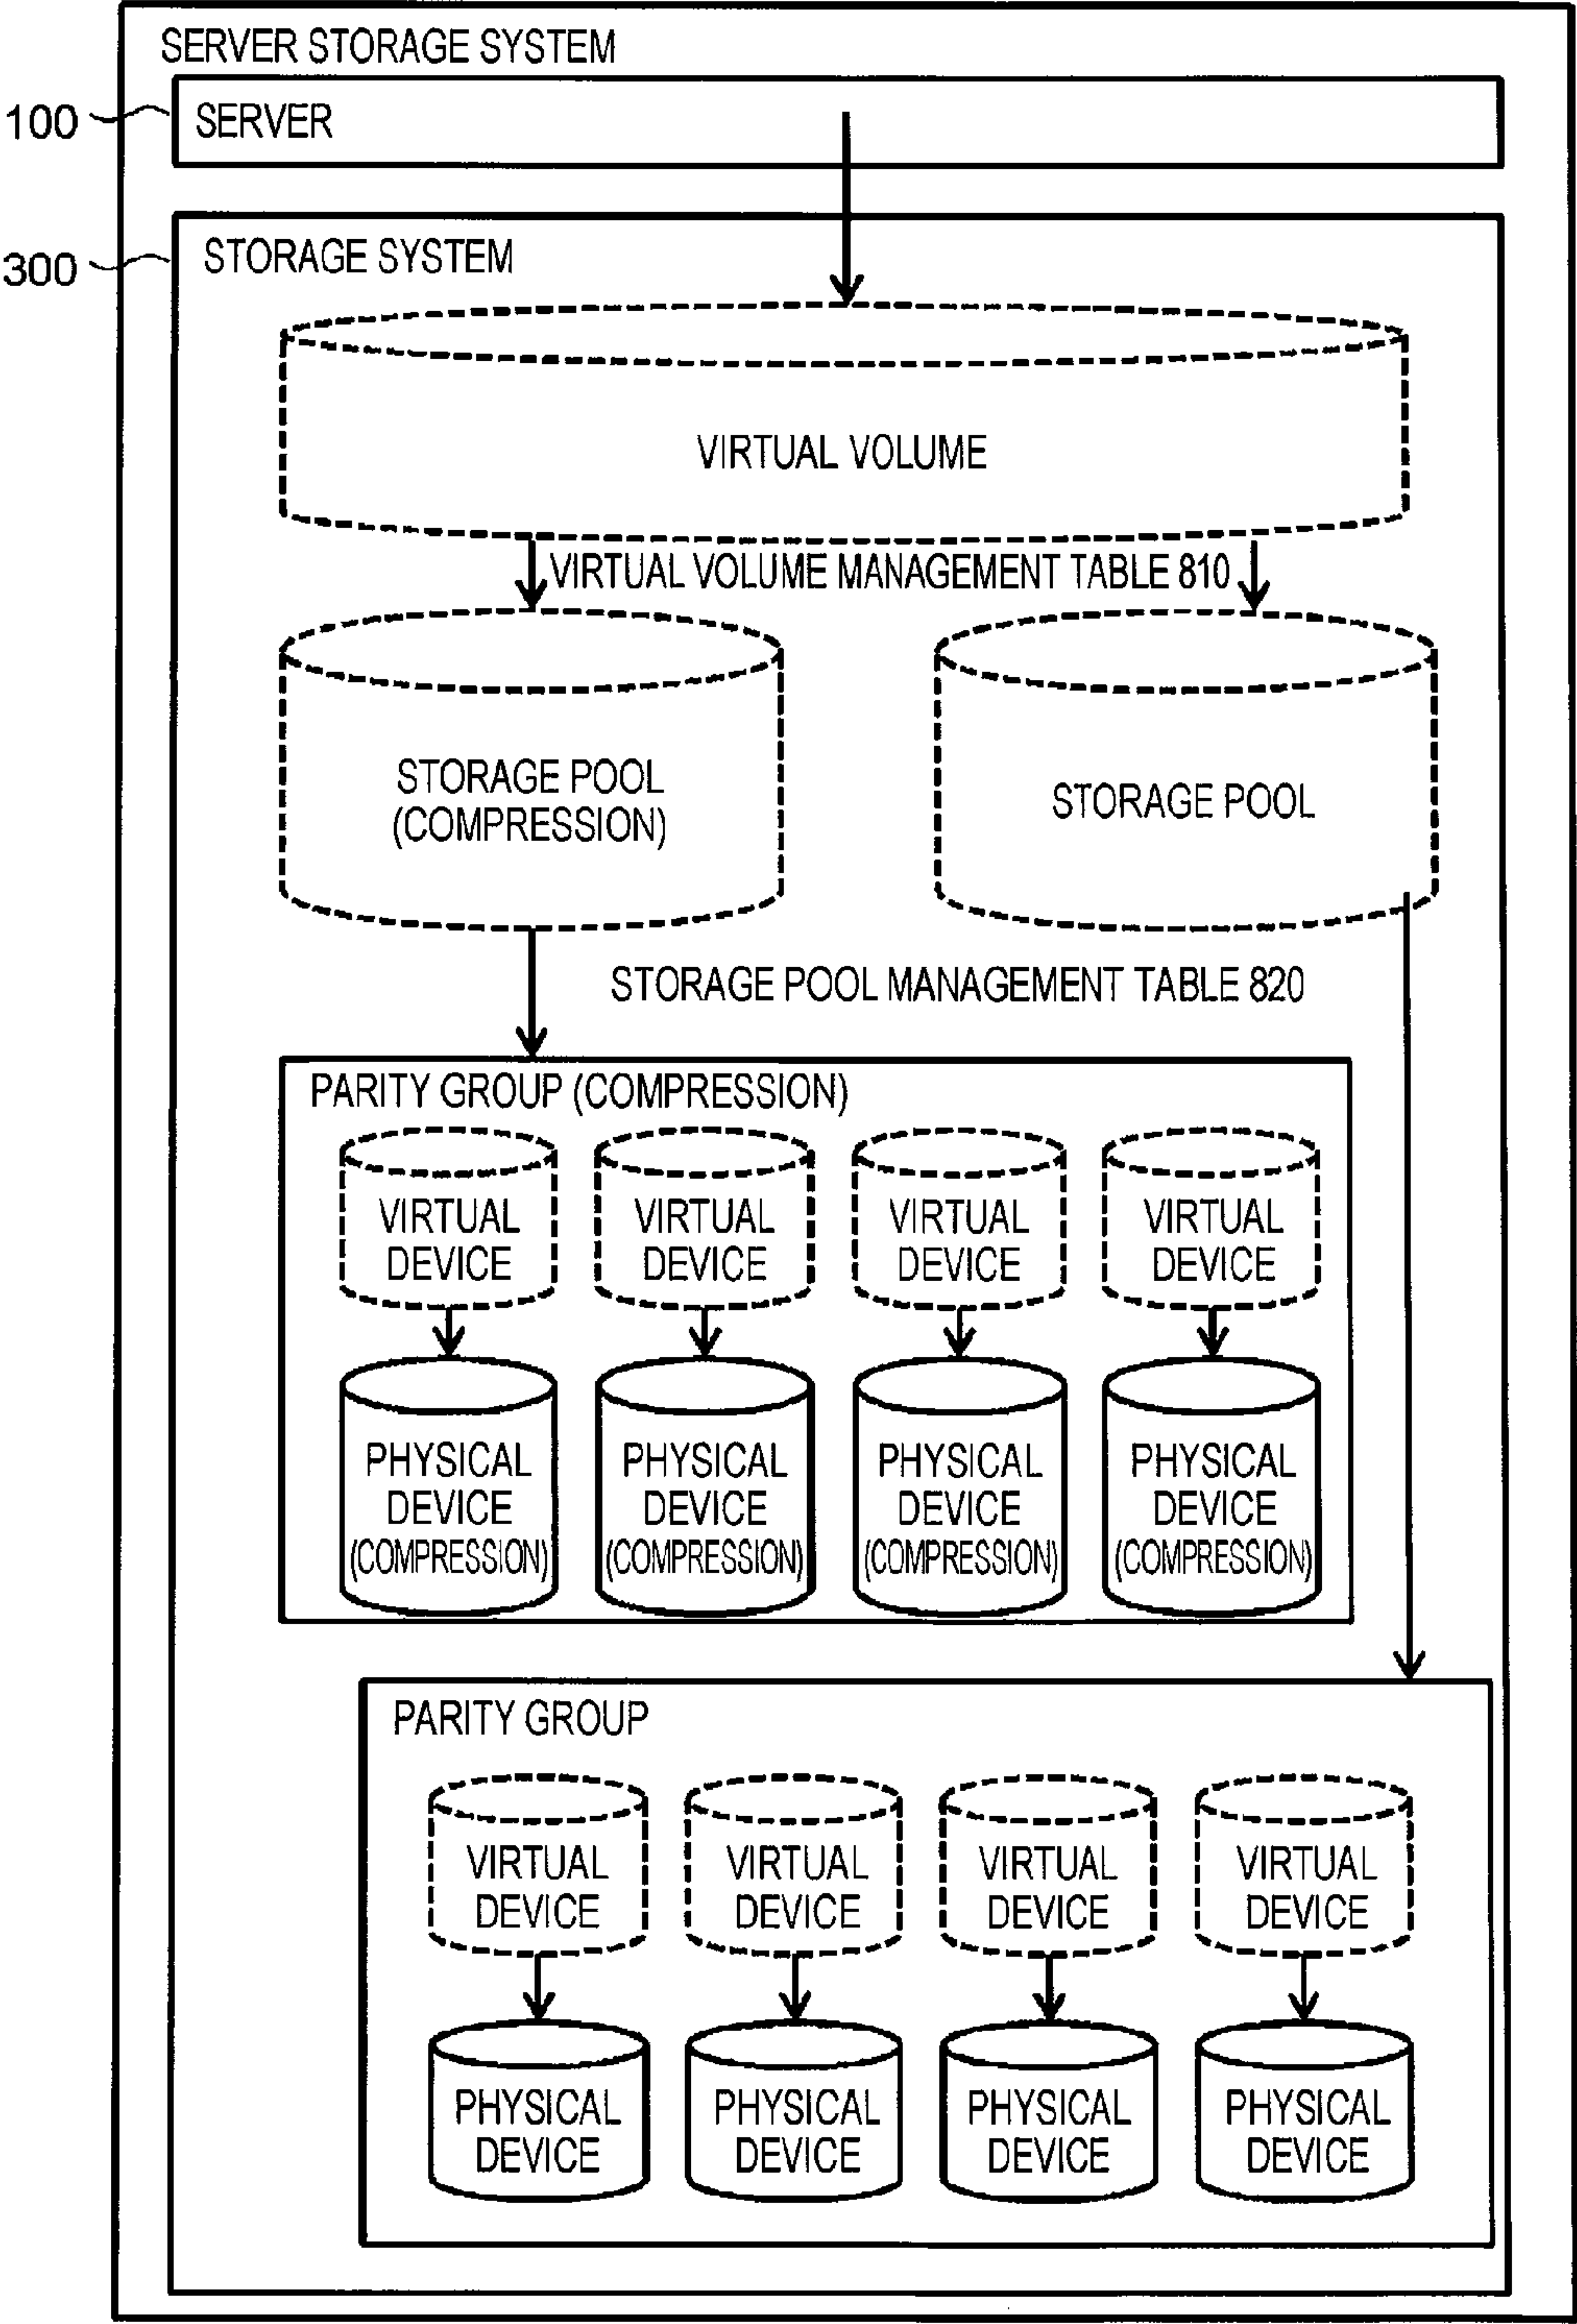 SERVER STORAGE SYSTEM
100
SERVER
300
STORAGE SYSTEM
VIRTUAL VOLUME
VIRTUAL VOLUME MANAGEMENT TABLE 810
STORAGE POOL
(COMPRESSION)
STORAGE POOL
STORAGE POOL MANAGEMENT TABLE 820
PARITY GROUP (COMPRESSION)
VIRTUAL
DEVICE
VIRTUAL
DEVICE
VIRTUAL
DEVICE
VIRTUAL
DEVICE
PHYSICAL
DEVICE
(COMPRESSION)
PHYSICAL
DEVICE
(COMPRESSION)
PHYSICAL
DEVICE
(COMPRESSION)
PHYSICAL
DEVICE
(COMPRESSION)
PARITY GROUP
VIRTUAL
DEVICE
VIRTUAL
DEVICE
VIRTUAL
DEVICE
VIRTUAL
DEVICE
PHYSICAL
DEVICE
PHYSICAL
DEVICE
PHYSICAL
DEVICE
PHYSICAL
DEVICE